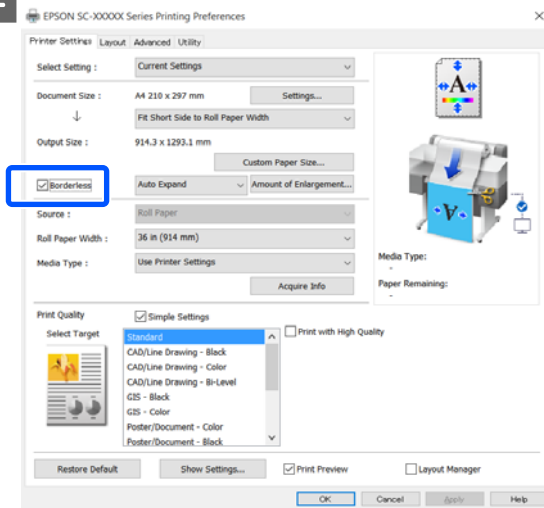 EPSON SC-XXXXX Series Printing Preferences
Printer Settings Layout Advanced Utility
Select Setting : Current Settings
Document Size : A4 210 x 297 mm Settings...
Fit Short Side to Roll Paper Width
Output Size : 914.3 x 1293.1 mm
Custom Paper Size...
Borderless Auto Expand Amount of Enlargement...
Source : Roll Paper
Roll Paper Width : 36 in (914 mm)
Media Type : Use Printer Settings
Acquire Info
A
A
Media Type:
-
Paper Remaining:
-
Print Quality Simple Settings
Select Target
Standard
CAD/Line Drawing - Black
CAD/Line Drawing - Color
CAD/Line Drawing - Bi-Level
GIS - Black
GIS - Color
Poster/Document - Color
Poster/Document - Black
Print with High Quality
Restore Default Show Settings... Print Preview Layout Manager
OK Cancel Apply Help